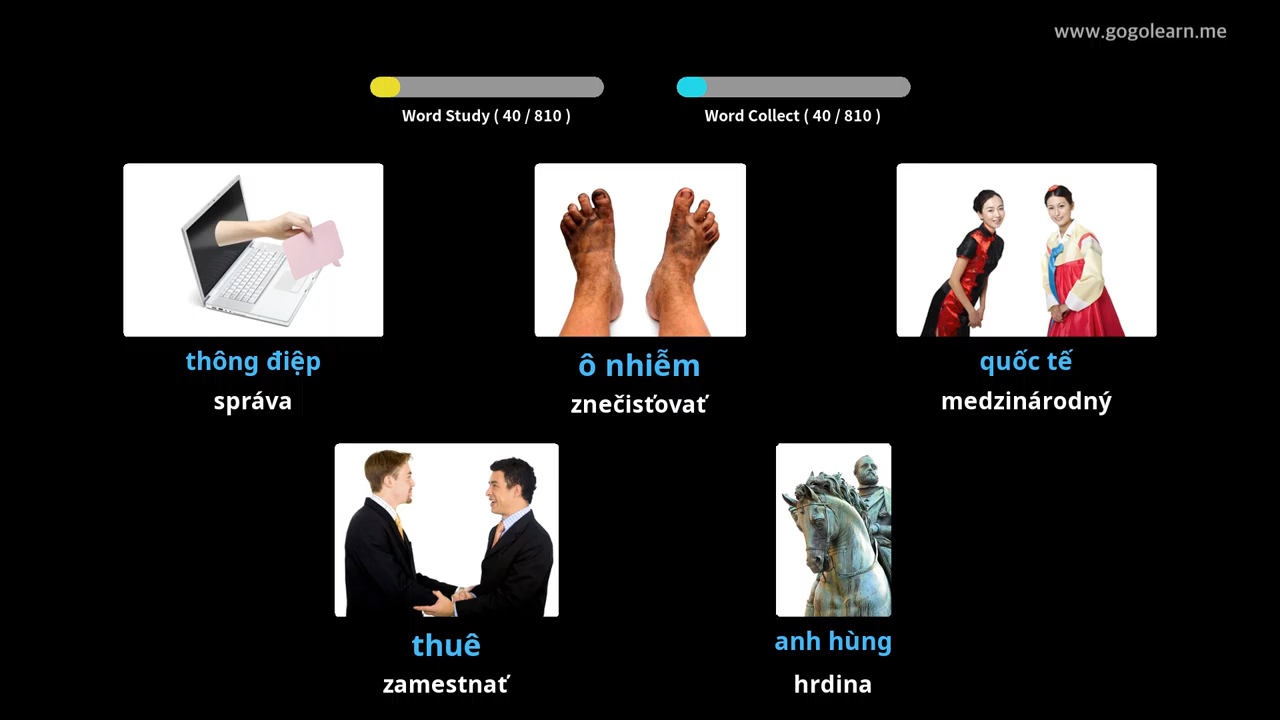 www.gogolearn.me
Word Study ( 40 / 810 )
Word Collect ( 40 / 810 )
thông điệp
správa
ô nhiễm
znečisťovať
quốc tế
medzinárodný
thuê
zamestnať
anh hùng
hrdina